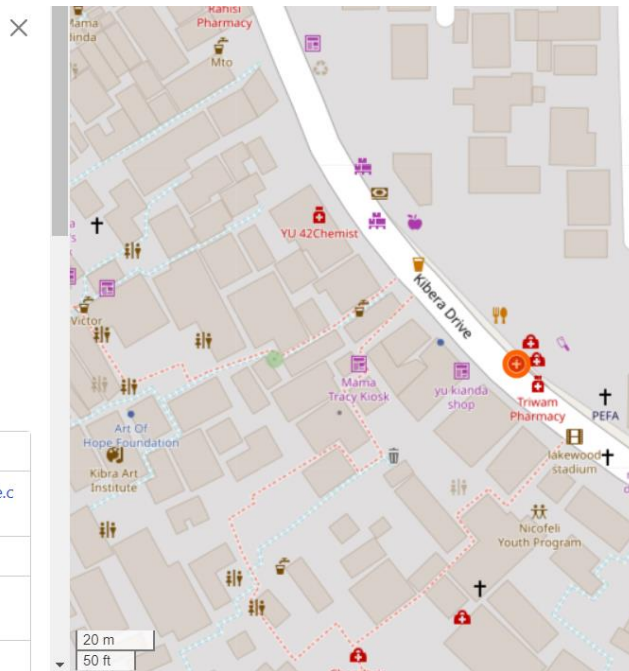 Rahisi
Pharmacy
Mama
linda
Mto
YU 42Chemist
Kibera Drive
Victor
Mama
Tracy Kiosk
yu kianda
shop
Triwam
Pharmacy
PEFA
Art Of
Hope Foundation
Kibra Art
Institute
lakewood
stadium
Nicofeli
Youth Program
e.c
20 m
50 ft